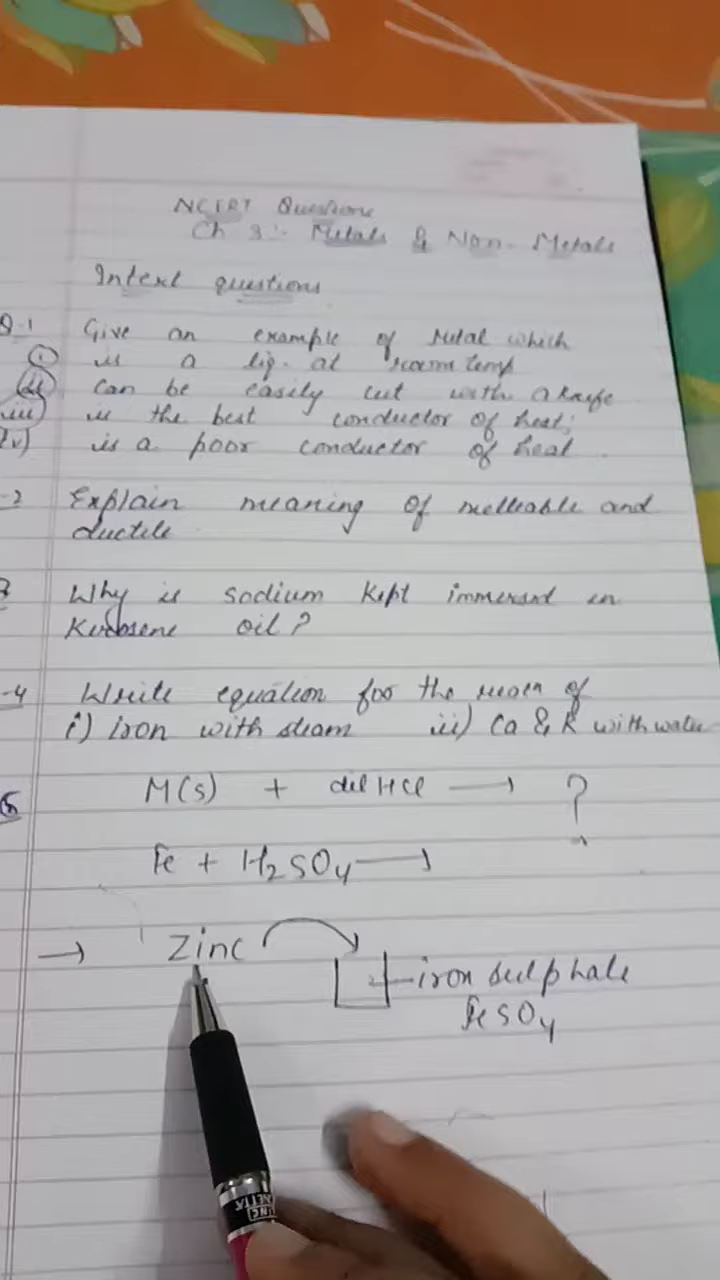 NCERT Questions
Ch 3:- Metals & Non-Metals
Intext questions
Q.1 Give an example of Metal which
(i) is a liq. at room temp
(ii) can be easily cut with a knife
(iii) is the best conductor of heat;
(iv) is a poor conductor of heat.
-2 Explain meaning of melleable and
ductile.
3 Why is sodium kept immersed in
Kerosene oil?
-4 Write equation for the reacn of
i) iron with steam iii) Ca & K with water
5 M(s) + dil HCl ⟶ ?
Fe + H2SO4 ⟶
→ Zinc iron sulphate
FeSO4